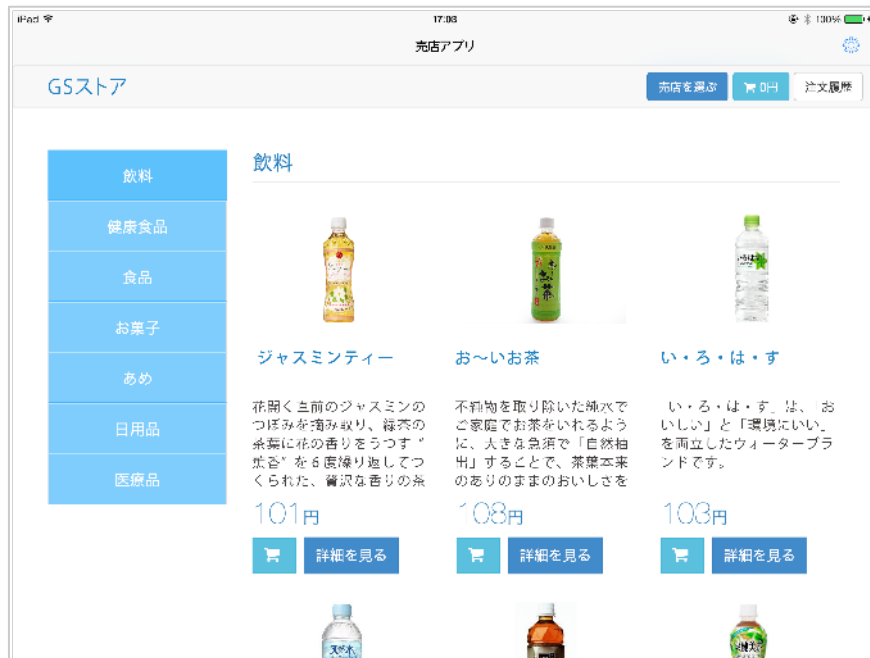 iPad
17:03
100%
売店アプリ
GSストア
売店を選ぶ
0円
注文履歴
飲料
健康食品
食品
お菓子
あめ
日用品
医療品
飲料
ジャスミンティー
花開く直前のジャスミンの
つぼみを摘み取り、緑茶の
茶葉に花の香りをうつす"
薫香"を6度繰り返してつ
くられた、贅沢な香りの茶
101円
詳細を見る
お〜いお茶
不純物を取り除いた純水で
ご家庭でお茶をいれるよう
に、大きな急須で「自然抽
出」することで、茶葉本来
のありのままのおいしさを
108円
詳細を見る
い・ろ・は・す
「い・ろ・は・す」は、「お
いしい」と「環境にいい」
を両立したウォーターブラ
ンドです。
103円
詳細を見る
天然水